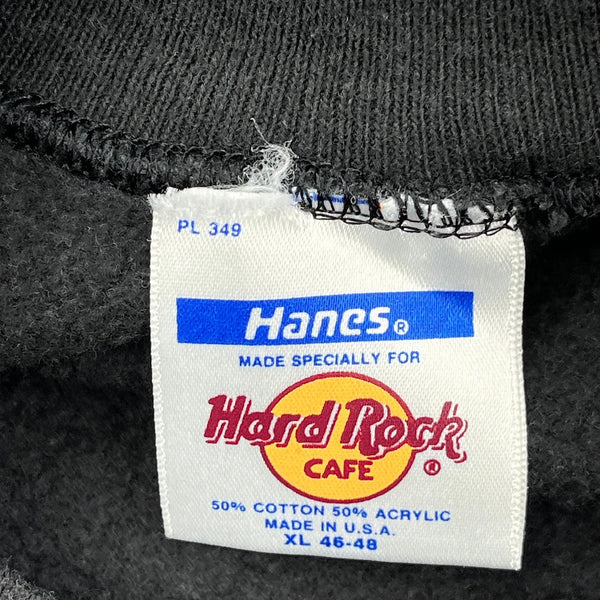 PL 349
Hanes®
MADE SPECIALLY FOR
Hard Rock
CAFE ®
50% COTTON 50% ACRYLIC
MADE IN U.S.A.
XL 46-48